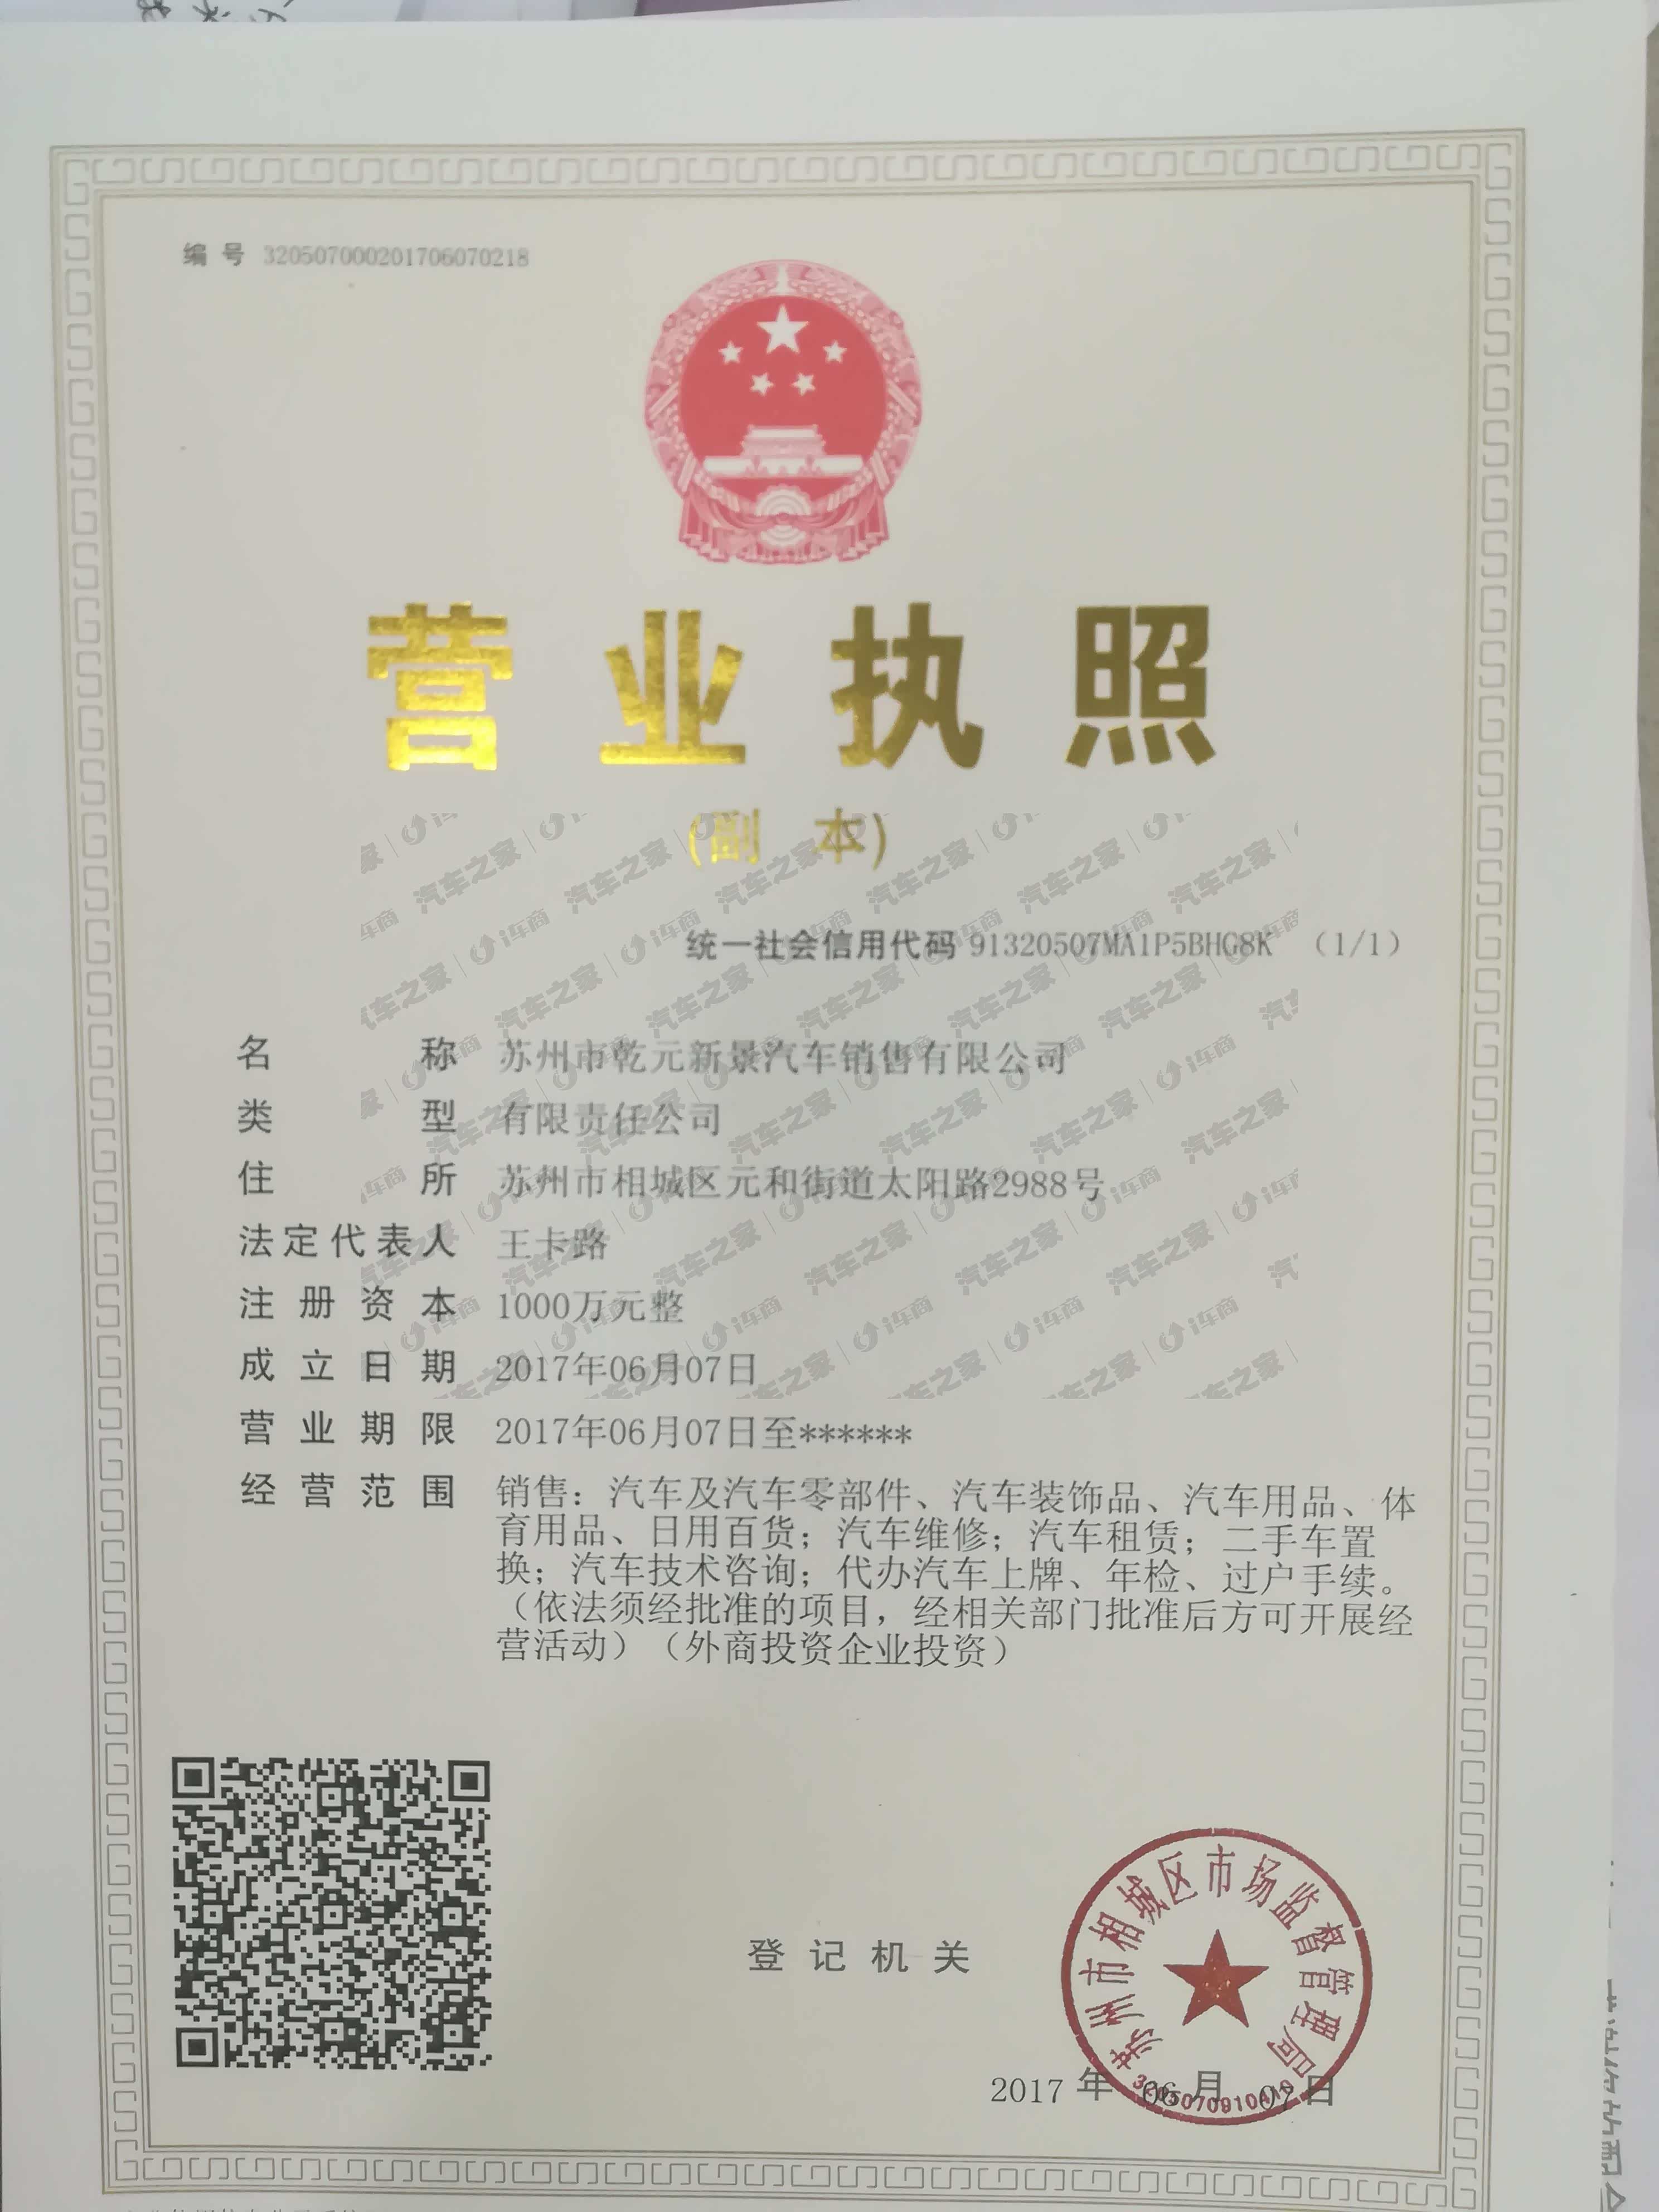 编 号 320507000201706070218
营业执照
(副 本)
统一社会信用代码 91320507MA1P5BHG8K （1/1）
名称 苏州市乾元新景汽车销售有限公司
类型 有限责任公司
住所 苏州市相城区元和街道太阳路2988号
法定代表人 王卡路
注册资本 1000万元整
成立日期 2017年06月07日
营业期限 2017年06月07日至******
经营范围 销售：汽车及汽车零部件、汽车装饰品、汽车用品、体
育用品、日用百货；汽车维修；汽车租赁；二手车置
换；汽车技术咨询；代办汽车上牌、年检、过户手续。
（依法须经批准的项目，经相关部门批准后方可开展经
营活动）（外商投资企业投资）
登记机关
苏州市相城区市场监督管理局
2017 年 06 月 07 日
汽车之家 | i车商